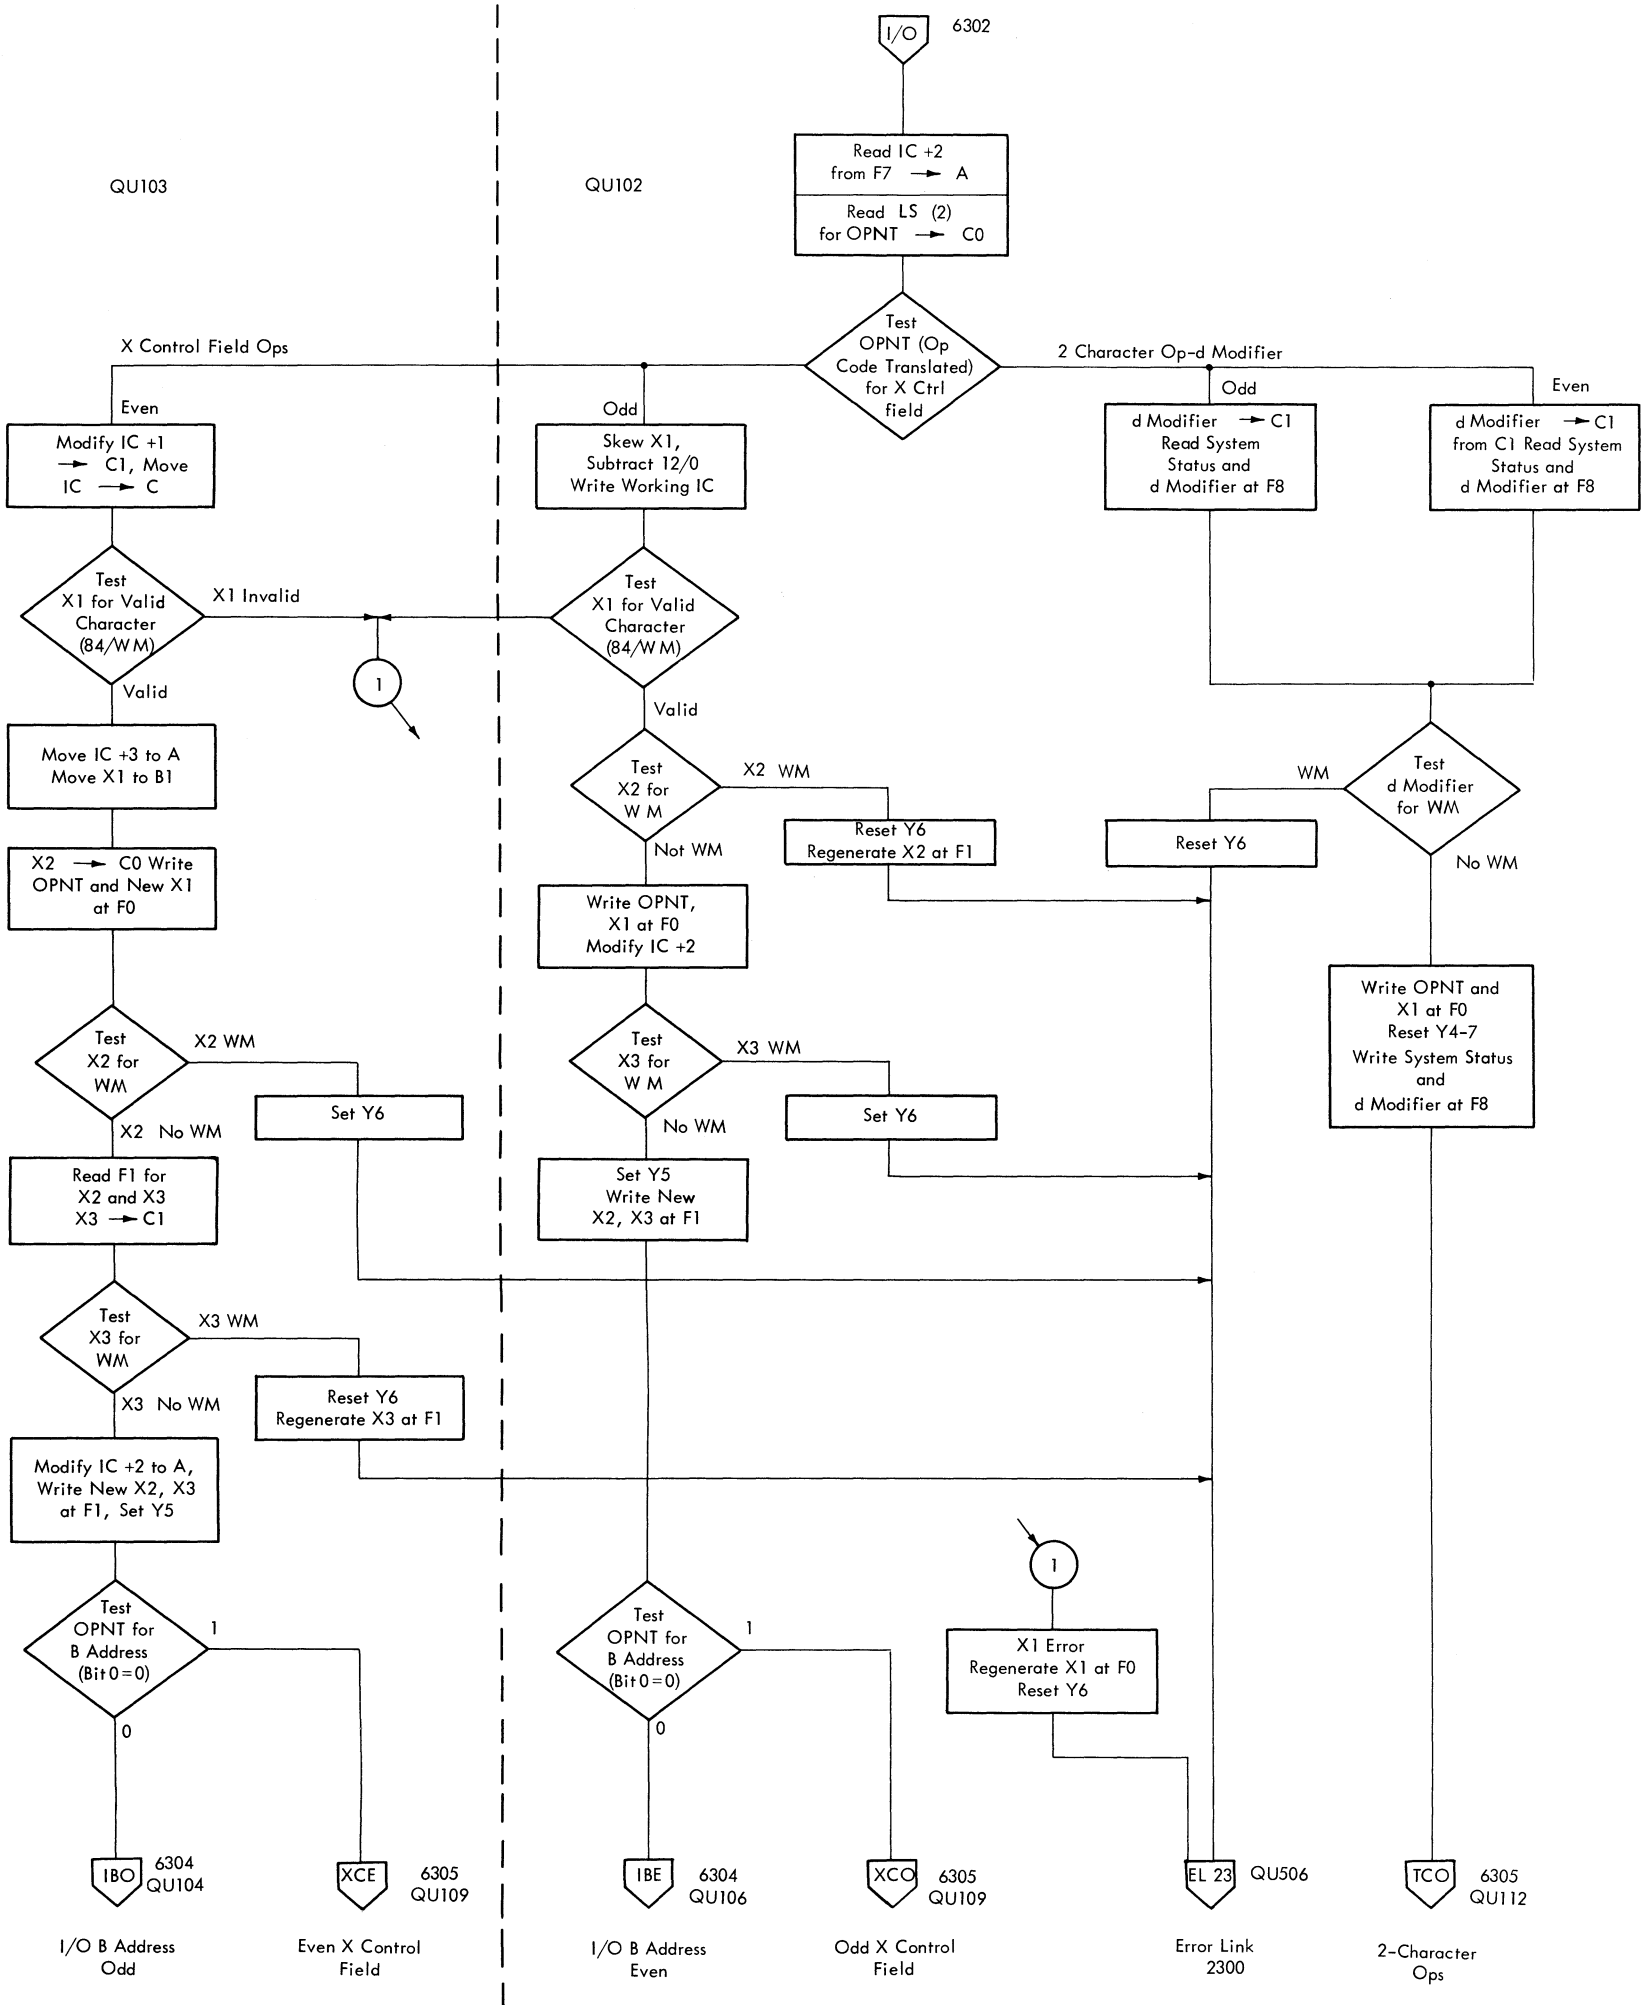 I/O
6302
QU103
QU102
Read IC +2
from F7 → A
Read LS (2)
for OPNT → C0
Test
OPNT (Op
Code Translated)
for X Ctrl
field
X Control Field Ops
2 Character Op-d Modifier
Even
Odd
Odd
Even
Modify IC +1
→ C1, Move
IC → C
Skew X1,
Subtract 12/0
Write Working IC
d Modifier → C1
Read System
Status and
d Modifier at F8
d Modifier → C1
from C1 Read System
Status and
d Modifier at F8
Test
X1 for Valid
Character
(84/WM)
X1 Invalid
Test
X1 for Valid
Character
(84/WM)
1
Valid
Valid
Move IC +3 to A
Move X1 to B1
Test
X2 for
WM
X2 WM
WM
Test
d Modifier
for WM
Reset Y6
Regenerate X2 at F1
Reset Y6
Not WM
No WM
X2 → C0 Write
OPNT and New X1
at F0
Write OPNT,
X1 at F0
Modify IC +2
Write OPNT and
X1 at F0
Reset Y4-7
Write System Status
and
d Modifier at F8
Test
X2 for
WM
X2 WM
Test
X3 for
WM
X3 WM
Set Y6
Set Y6
X2 No WM
No WM
Read F1 for
X2 and X3
X3 → C1
Set Y5
Write New
X2, X3 at F1
Test
X3 for
WM
X3 WM
Reset Y6
Regenerate X3 at F1
X3 No WM
Modify IC +2 to A,
Write New X2, X3
at F1, Set Y5
1
Test
OPNT for
B Address
(Bit 0=0)
1
Test
OPNT for
B Address
(Bit 0=0)
1
X1 Error
Regenerate X1 at F0
Reset Y6
0
0
IBO
6304
QU104
XCE
6305
QU109
IBE
6304
QU106
XCO
6305
QU109
EL 23
QU506
TCO
6305
QU112
I/O B Address
Odd
Even X Control
Field
I/O B Address
Even
Odd X Control
Field
Error Link
2300
2-Character
Ops